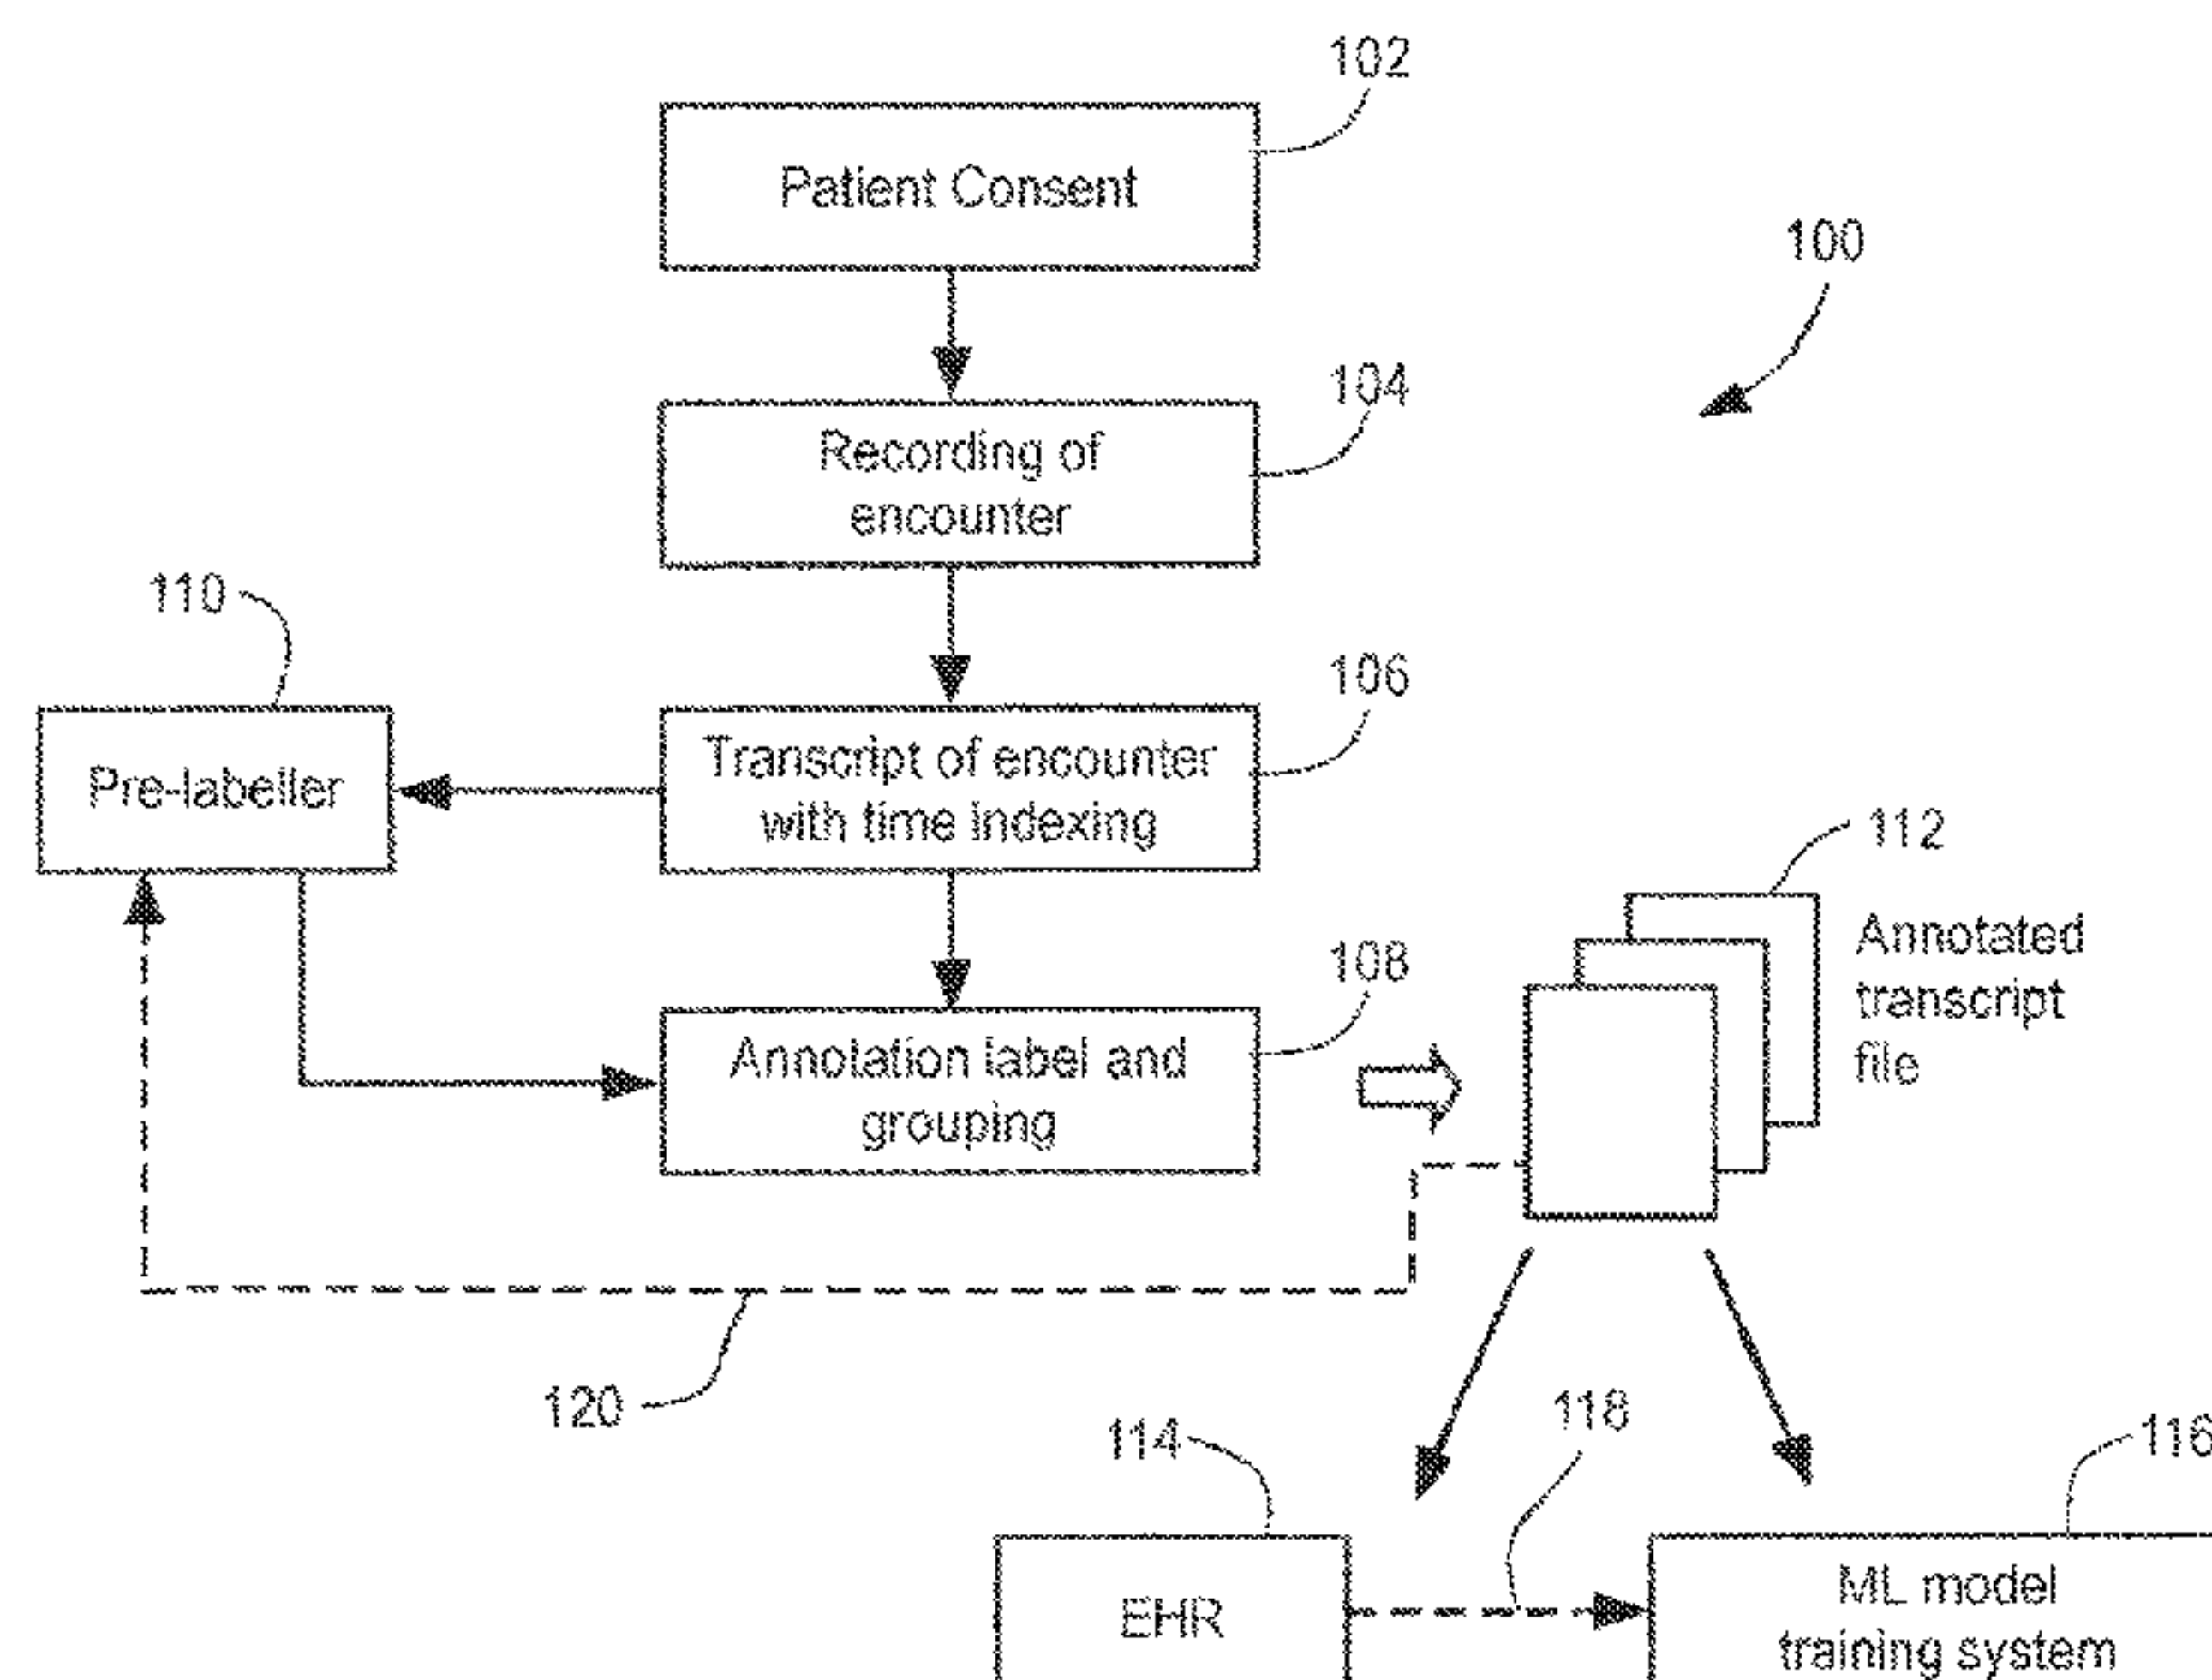 102
Patient Consent
100
104
Recording of
encounter
110
106
Pre-labeller
Transcript of encounter
with time indexing
112
Annotated
transcript
file
108
Annotation label and
grouping
120
118
114
116
EHR
ML model
training system